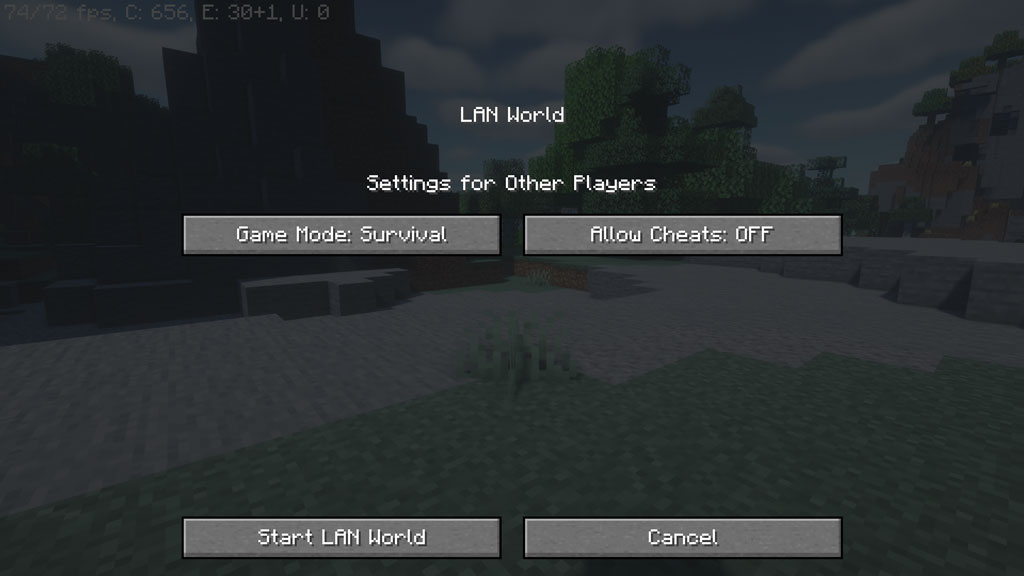 74/72 fps, C: 656, E: 30+1, U: 0
LAN World
Settings for Other Players
Game Mode: Survival
Allow Cheats: OFF
Start LAN World
Cancel